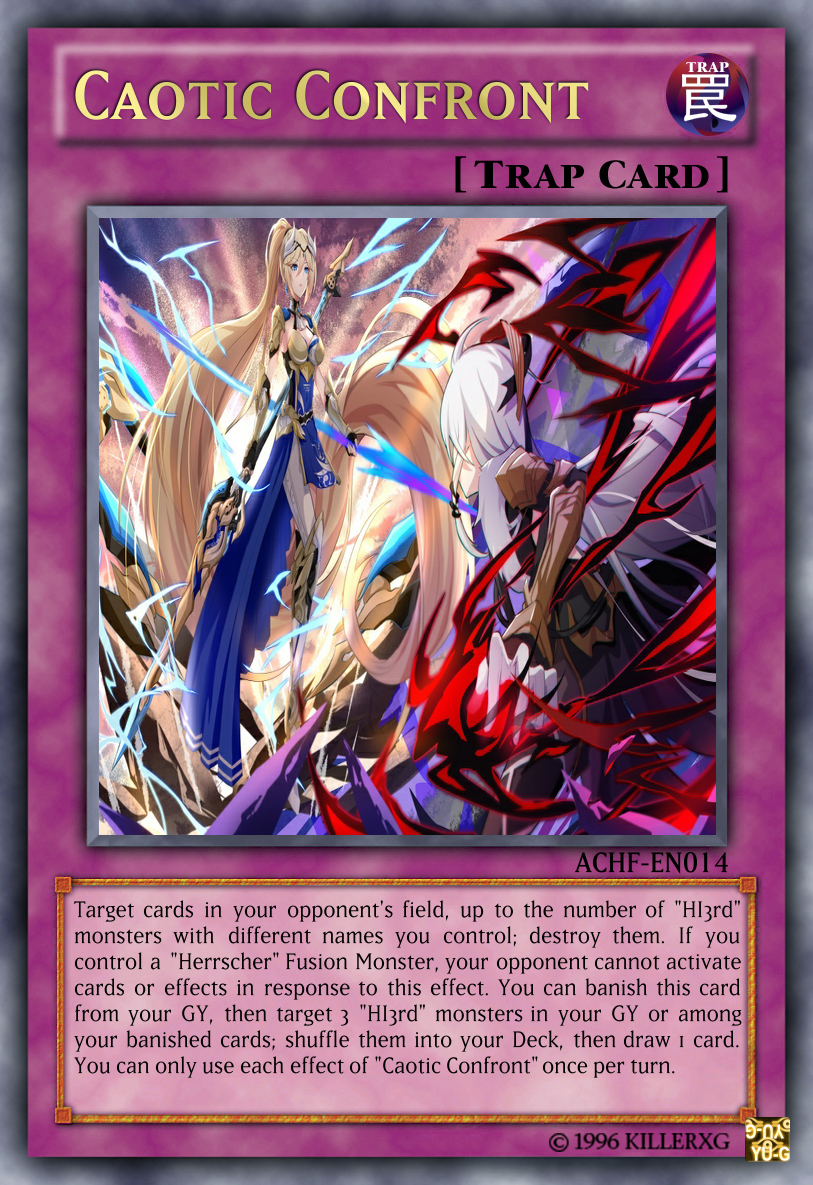 CAOTIC CONFRONT
TRAP
罠
[TRAP CARD]
ACHF-EN014
Target cards in your opponent's field, up to the number of "HI3rd"
monsters with different names you control; destroy them. If you
control a "Herrscher" Fusion Monster, your opponent cannot activate
cards or effects in response to this effect. You can banish this card
from your GY, then target 3 "HI3rd" monsters in your GY or among
your banished cards; shuffle them into your Deck, then draw 1 card.
You can only use each effect of "Caotic Confront" once per turn.
© 1996 KILLERXG